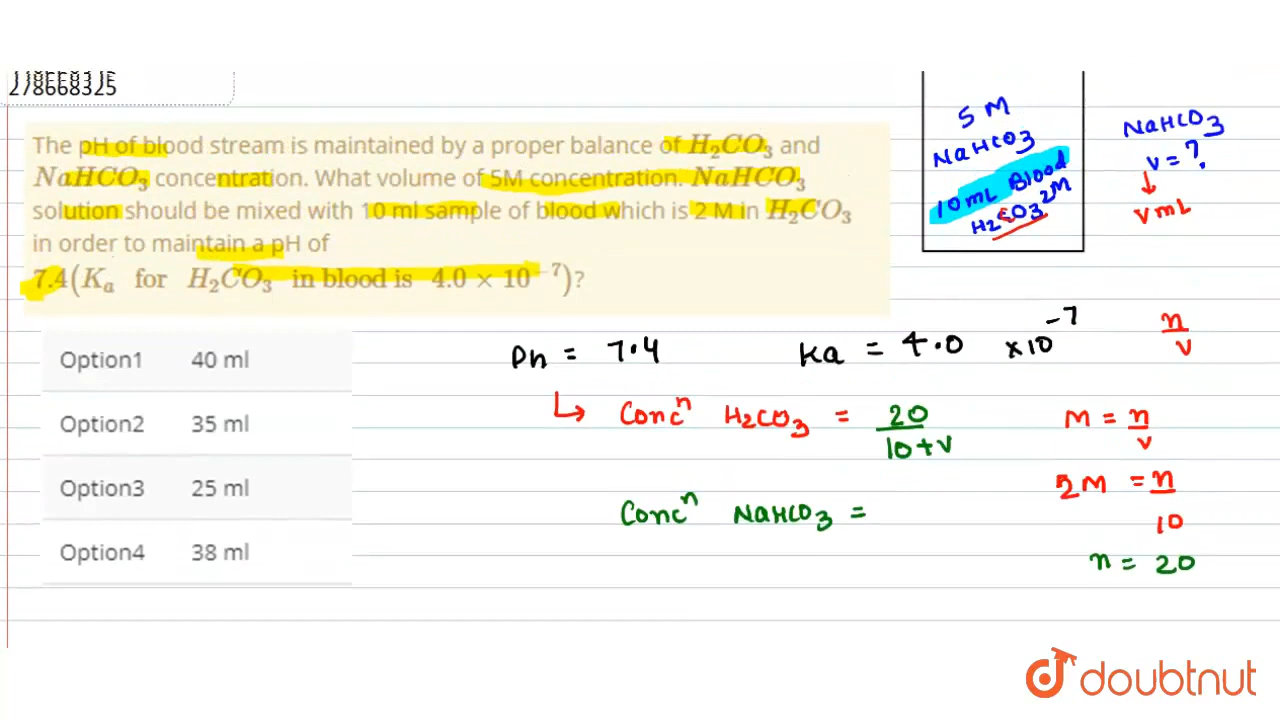 278668325
The pH of blood stream is maintained by a proper balance of H₂CO₃ and
NaHCO₃ concentration. What volume of 5M concentration. NaHCO₃
solution should be mixed with 10 ml sample of blood which is 2 M in H₂CO₃
in order to maintain a pH of
7.4(Kₐ for H₂CO₃ in blood is 4.0 × 10⁻⁷)?
Option1 40 ml
Option2 35 ml
Option3 25 ml
Option4 38 ml
5 M
NaHCO3
10mL Blood
H2CO3 2M
NaHCO3
V = ?
V mL
PH = 7.4
Ka = 4.0 ×10⁻⁷
n/V
Concⁿ H2CO3 = 20/10+V
M = n/V
2M = n/10
n = 20
Concⁿ NaHCO3 =
doubtnut